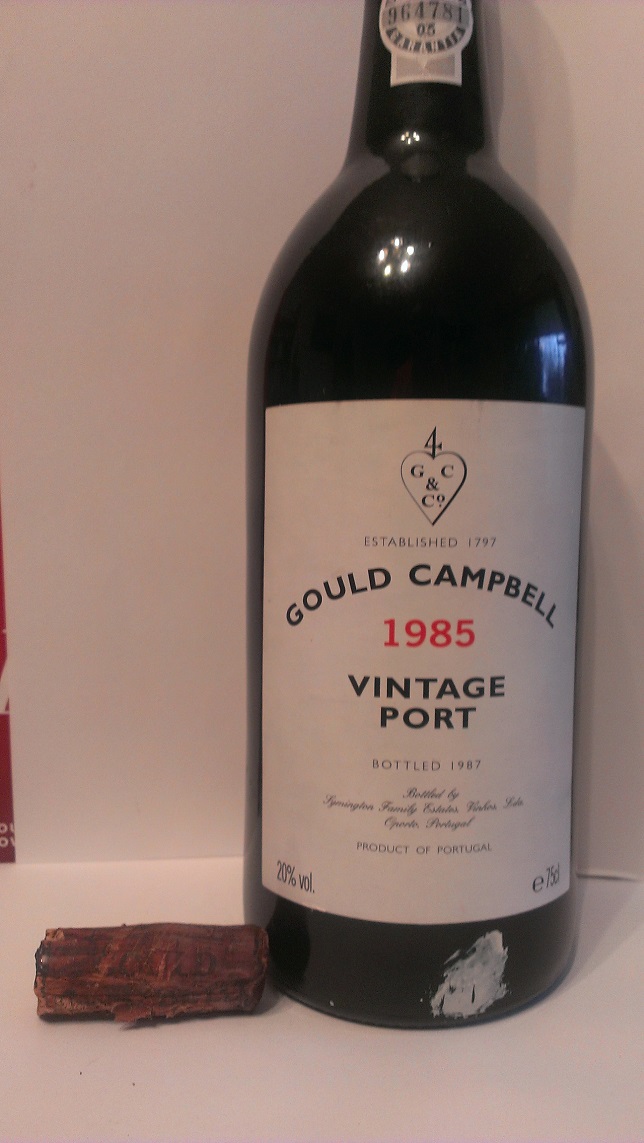 964781
05
GARANTIA
4
G C
&
Co
ESTABLISHED 1797
GOULD CAMPBELL
1985
VINTAGE
PORT
BOTTLED 1987
Bottled by
Symington Family Estates, Vinhos, Lda.
Oporto, Portugal
PRODUCT OF PORTUGAL
20% vol.
e 75cl